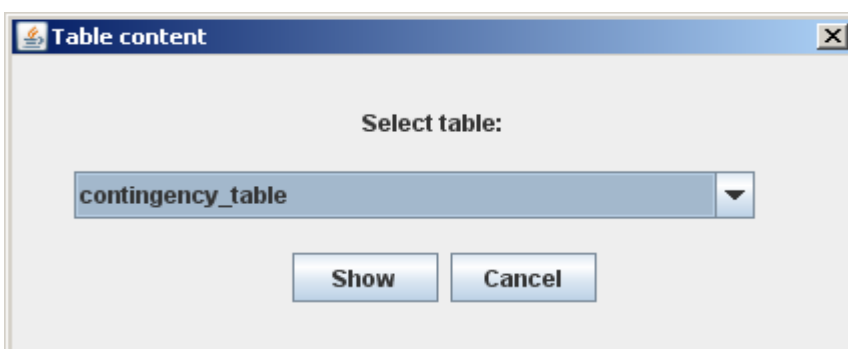 Table content
Select table:
contingency_table
Show Cancel